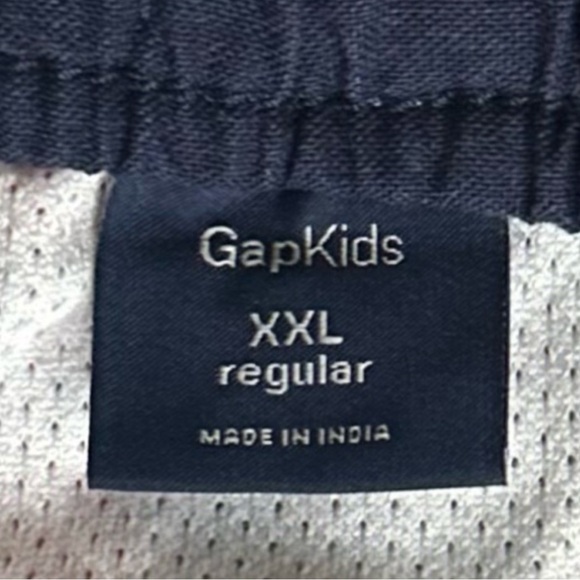 GapKids
XXL
regular
MADE IN INDIA